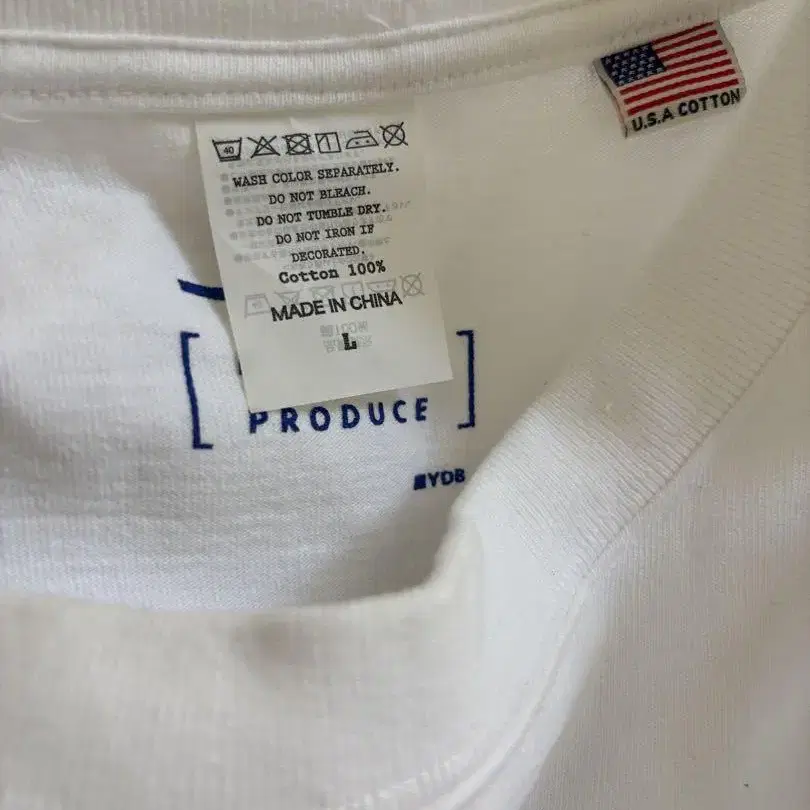 U.S.A COTTON
40
WASH COLOR SEPARATELY.
DO NOT BLEACH.
DO NOT TUMBLE DRY.
DO NOT IRON IF
DECORATED.
Cotton 100%
MADE IN CHINA
L
PRODUCE
YDB